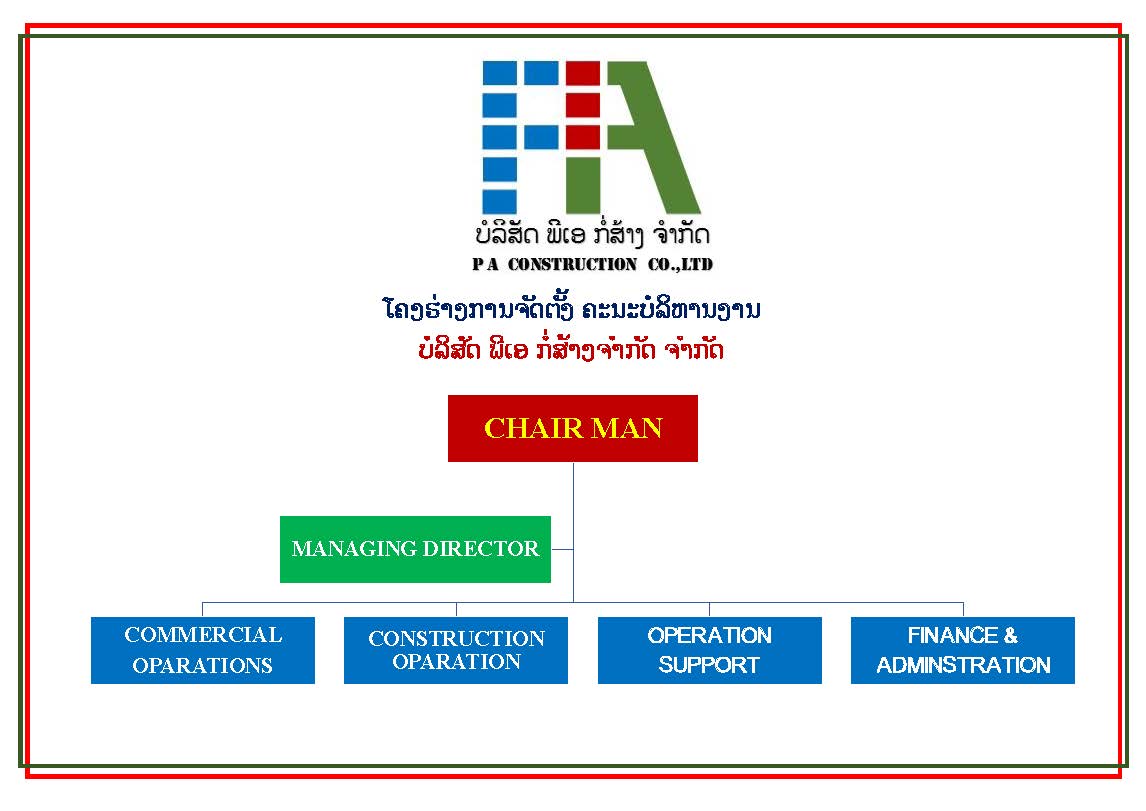 PA
ບໍລິສັດ ພີເອ ກໍ່ສ້າງ ຈຳກັດ
P A CONSTRUCTION CO.,LTD
ໂຄງຮ່າງການຈັດຕັ້ງ ຄະນະບໍລິຫານງານ
ບໍລິສັດ ພີເອ ກໍ່ສ້າງຈຳກັດ ຈຳກັດ
CHAIR MAN
MANAGING DIRECTOR
COMMERCIAL
OPARATIONS
CONSTRUCTION
OPARATION
OPERATION
SUPPORT
FINANCE &
ADMINSTRATION